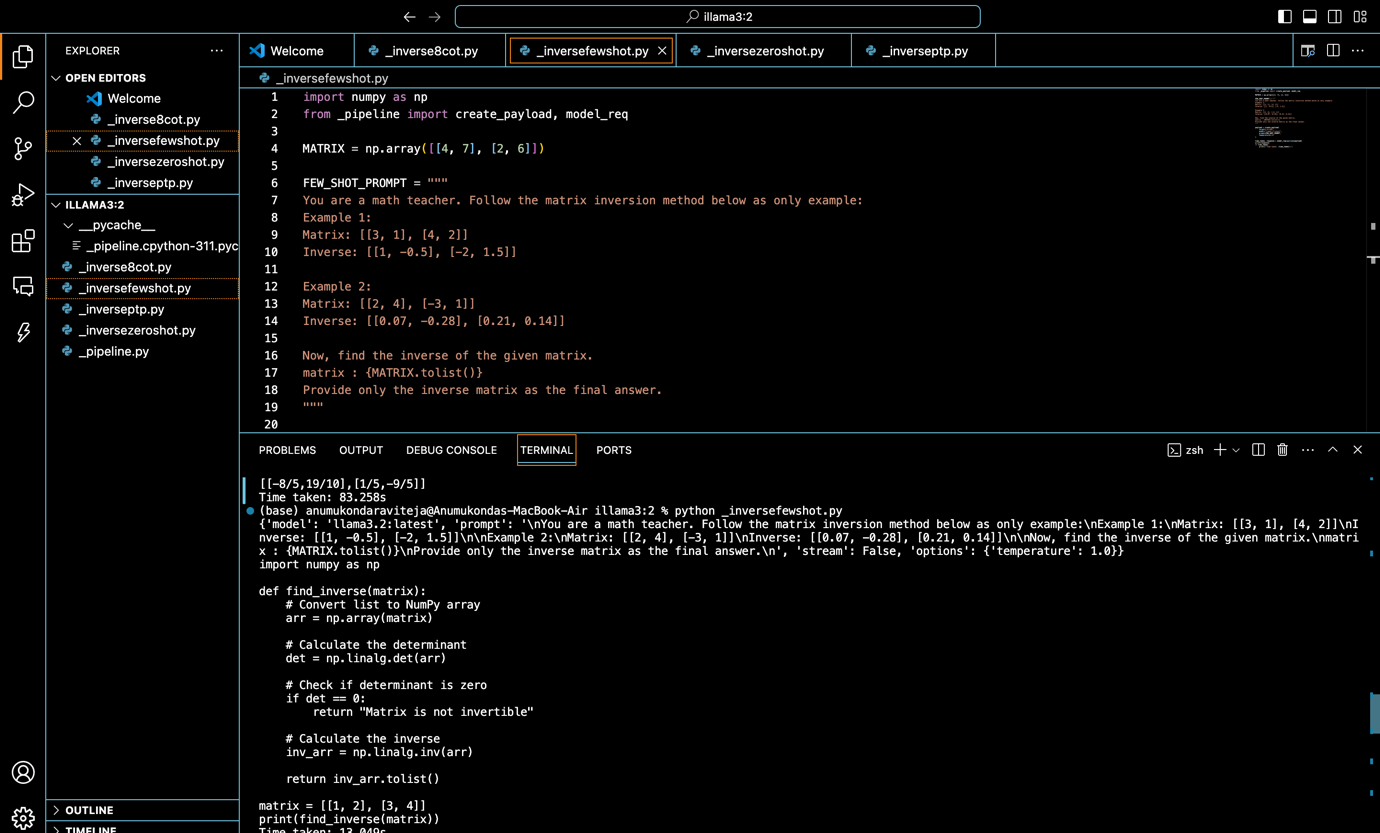 illama3:2
EXPLORER
OPEN EDITORS
Welcome
_inverse8cot.py
_inversefewshot.py
_inversezeroshot.py
_inverseptp.py
ILLAMA3:2
__pycache__
_pipeline.cpython-311.pyc
_inverse8cot.py
_inversefewshot.py
_inverseptp.py
_inversezeroshot.py
_pipeline.py
OUTLINE
TIMELINE
Welcome
_inverse8cot.py
_inversefewshot.py
_inversezeroshot.py
_inverseptp.py
_inversefewshot.py
1 import numpy as np
2 from _pipeline import create_payload, model_req
3
4 MATRIX = np.array([[4, 7], [2, 6]])
5
6 FEW_SHOT_PROMPT = """
7 You are a math teacher. Follow the matrix inversion method below as only example:
8 Example 1:
9 Matrix: [[3, 1], [4, 2]]
10 Inverse: [[1, -0.5], [-2, 1.5]]
11
12 Example 2:
13 Matrix: [[2, 4], [-3, 1]]
14 Inverse: [[0.07, -0.28], [0.21, 0.14]]
15
16 Now, find the inverse of the given matrix.
17 matrix : {MATRIX.tolist()}
18 Provide only the inverse matrix as the final answer.
19 """
20
PROBLEMS OUTPUT DEBUG CONSOLE TERMINAL PORTS
zsh
[[-8/5,19/10],[1/5,-9/5]]
Time taken: 83.258s
(base) anumukondaraviteja@Anumukondas-MacBook-Air illama3:2 % python _inversefewshot.py
{'model': 'llama3.2:latest', 'prompt': '\nYou are a math teacher. Follow the matrix inversion method below as only example:\nExample 1:\nMatrix: [[3, 1], [4, 2]]\nI
nverse: [[1, -0.5], [-2, 1.5]]\n\nExample 2:\nMatrix: [[2, 4], [-3, 1]]\nInverse: [[0.07, -0.28], [0.21, 0.14]]\n\nNow, find the inverse of the given matrix.\nmatri
x : {MATRIX.tolist()}\nProvide only the inverse matrix as the final answer.\n', 'stream': False, 'options': {'temperature': 1.0}}
import numpy as np
def find_inverse(matrix):
# Convert list to NumPy array
arr = np.array(matrix)
# Calculate the determinant
det = np.linalg.det(arr)
# Check if determinant is zero
if det == 0:
return "Matrix is not invertible"
# Calculate the inverse
inv_arr = np.linalg.inv(arr)
return inv_arr.tolist()
matrix = [[1, 2], [3, 4]]
print(find_inverse(matrix))
Time taken: 13.049s